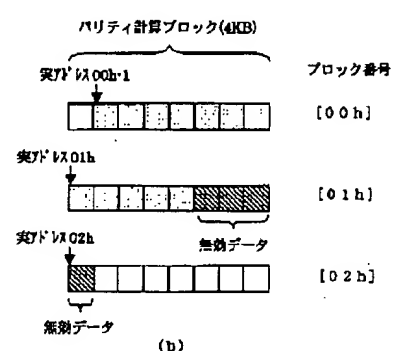 パリティ計算ブロック(4KB)
実アドレス00h-1
ブロック番号
[00h]
実アドレス01h
[01h]
無効データ
実アドレス02h
[02h]
無効データ
(b)